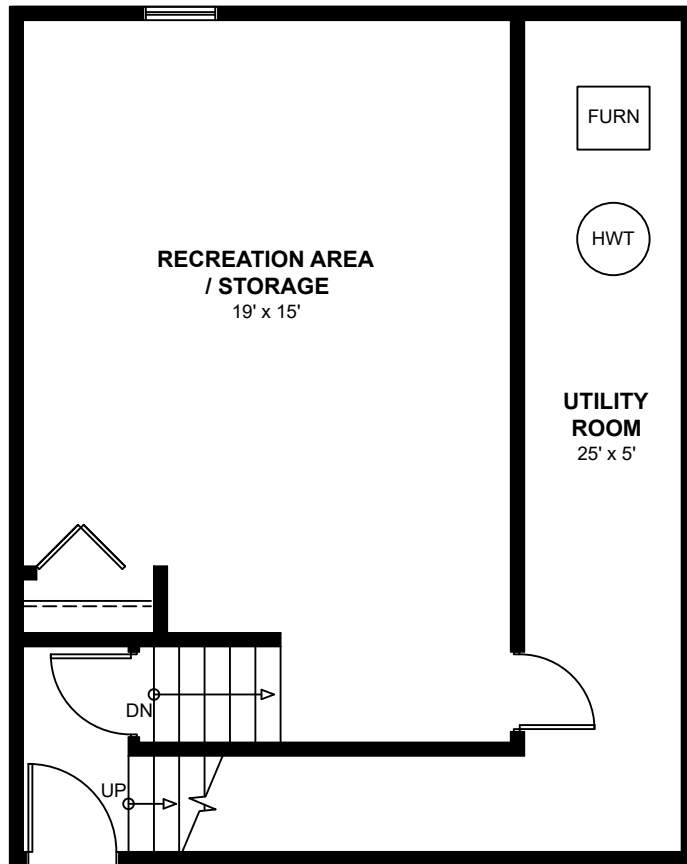 FURN
HWT
RECREATION AREA
/ STORAGE
19' x 15'
UTILITY
ROOM
25' x 5'
DN
UP